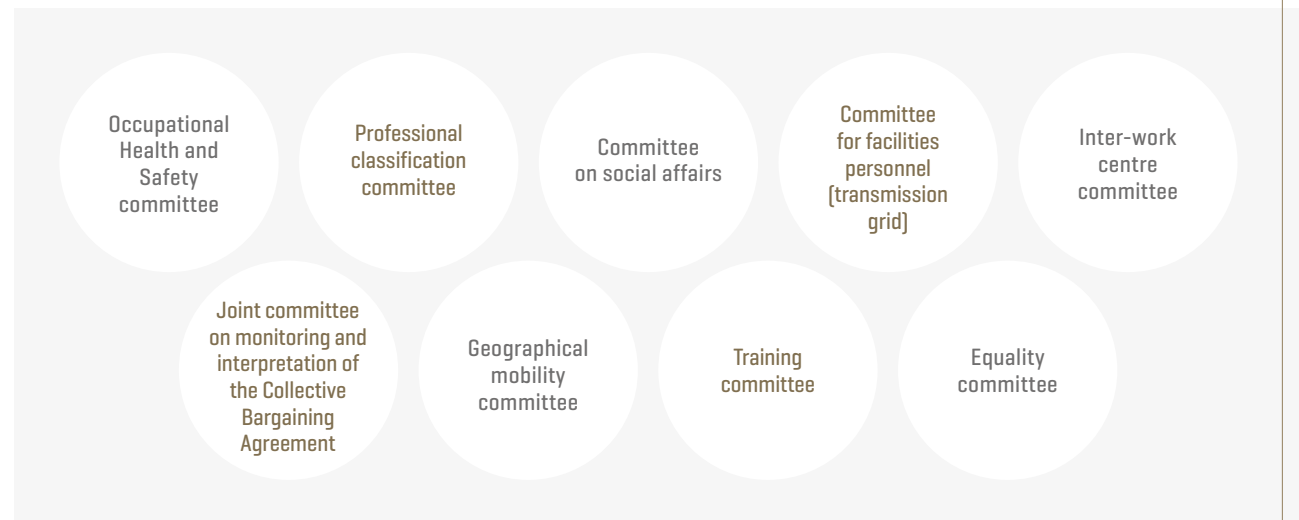 Occupational
Health and
Safety
committee
Professional
classification
committee
Committee
on social affairs
Committee
for facilities
personnel
(transmission
grid)
Inter-work
centre
committee
Joint committee
on monitoring and
interpretation of
the Collective
Bargaining
Agreement
Geographical
mobility
committee
Training
committee
Equality
committee